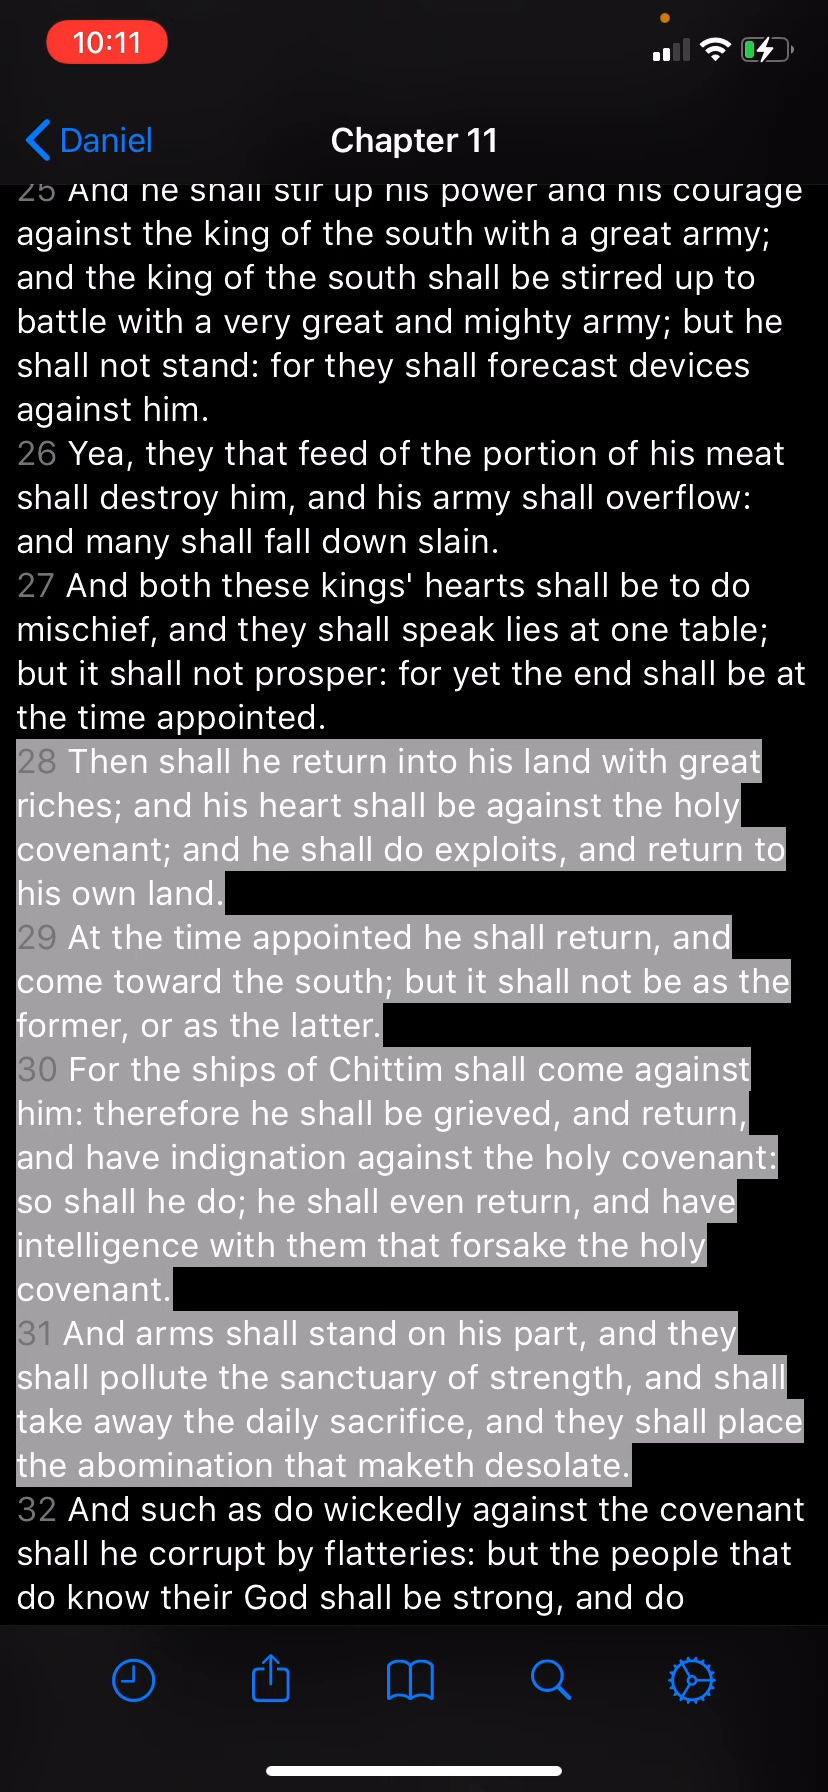 10:11
Daniel
Chapter 11
25 And he shall stir up his power and his courage
against the king of the south with a great army;
and the king of the south shall be stirred up to
battle with a very great and mighty army; but he
shall not stand: for they shall forecast devices
against him.
26 Yea, they that feed of the portion of his meat
shall destroy him, and his army shall overflow:
and many shall fall down slain.
27 And both these kings' hearts shall be to do
mischief, and they shall speak lies at one table;
but it shall not prosper: for yet the end shall be at
the time appointed.
28 Then shall he return into his land with great
riches; and his heart shall be against the holy
covenant; and he shall do exploits, and return to
his own land.
29 At the time appointed he shall return, and
come toward the south; but it shall not be as the
former, or as the latter.
30 For the ships of Chittim shall come against
him: therefore he shall be grieved, and return,
and have indignation against the holy covenant:
so shall he do; he shall even return, and have
intelligence with them that forsake the holy
covenant.
31 And arms shall stand on his part, and they
shall pollute the sanctuary of strength, and shall
take away the daily sacrifice, and they shall place
the abomination that maketh desolate.
32 And such as do wickedly against the covenant
shall he corrupt by flatteries: but the people that
do know their God shall be strong, and do